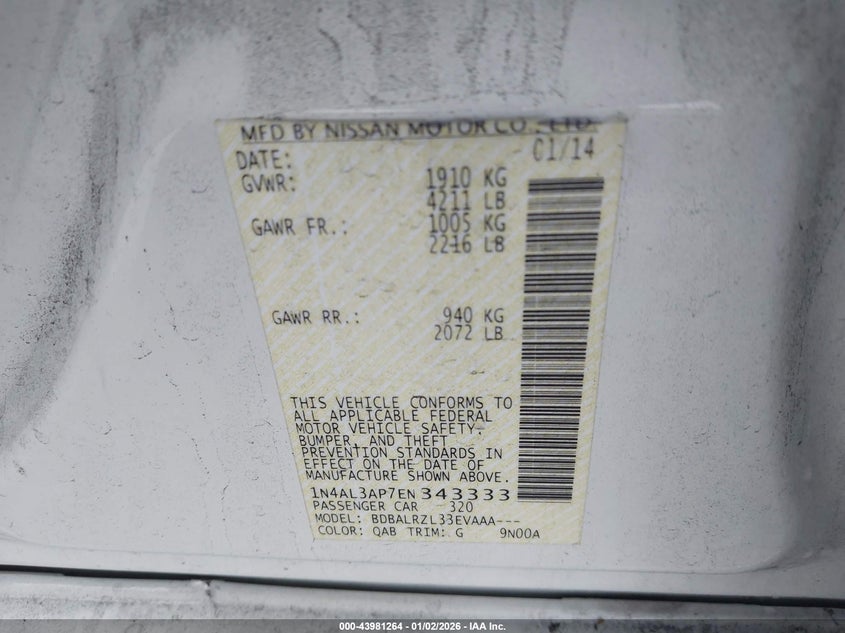 MFD BY NISSAN MOTOR CO., LTD.
DATE: 01/14
GVWR: 1910 KG
4211 LB
GAWR FR.: 1005 KG
2216 LB
GAWR RR.: 940 KG
2072 LB
THIS VEHICLE CONFORMS TO
ALL APPLICABLE FEDERAL
MOTOR VEHICLE SAFETY-
BUMPER, AND THEFT
PREVENTION STANDARDS IN
EFFECT ON THE DATE OF
MANUFACTURE SHOWN ABOVE.
1N4AL3AP7EN343333
PASSENGER CAR 320
MODEL: BDBALRZL33EVAAA---
COLOR: QAB TRIM: G 9N00A
000-43981264 - 01/02/2026 - IAA Inc.